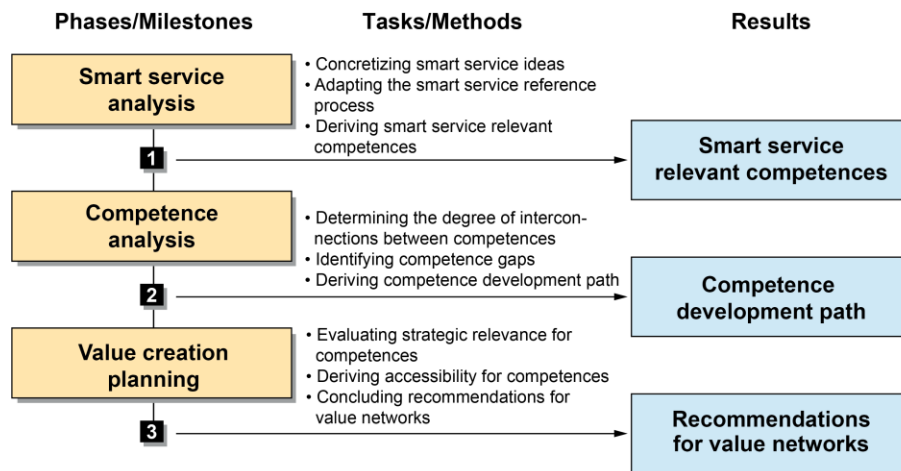 Phases/Milestones
Tasks/Methods
Results
Smart service
analysis
• Concretizing smart service ideas
• Adapting the smart service reference
process
• Deriving smart service relevant
competences
1
Smart service
relevant competences
Competence
analysis
• Determining the degree of intercon-
nections between competences
• Identifying competence gaps
• Deriving competence development path
2
Competence
development path
Value creation
planning
• Evaluating strategic relevance for
competences
• Deriving accessibility for competences
• Concluding recommendations for
value networks
3
Recommendations
for value networks